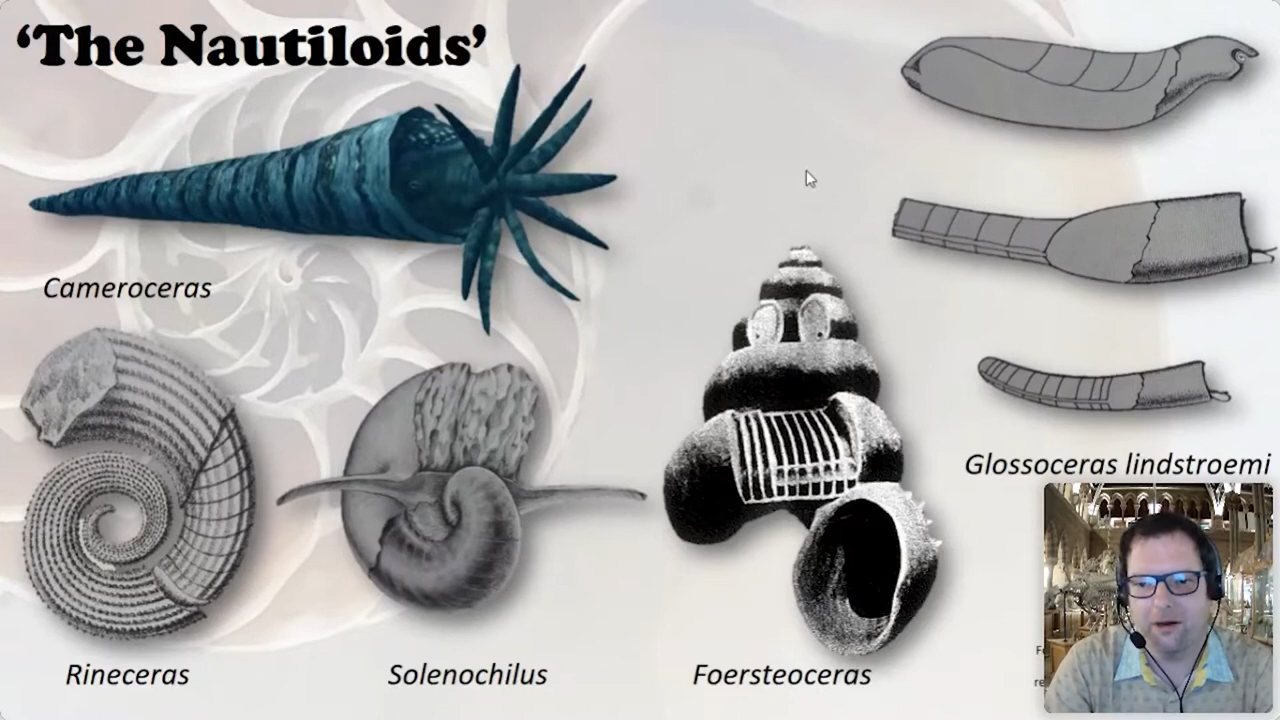 ‘The Nautiloids’
Cameroceras
Glossoceras lindstroemi
Rineceras
Solenochilus
Foersteoceras